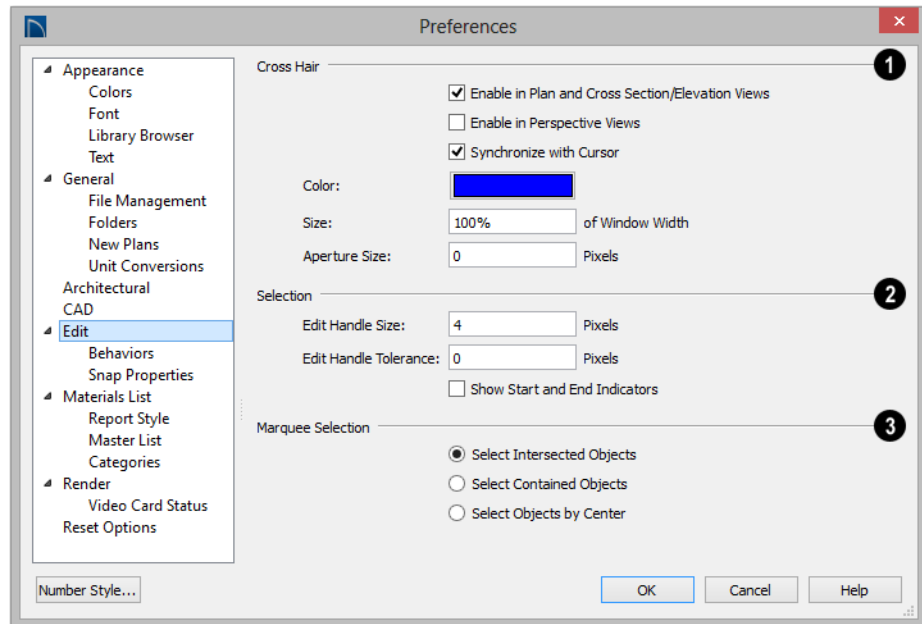 Preferences
Appearance
Colors
Font
Library Browser
Text
General
File Management
Folders
New Plans
Unit Conversions
Architectural
CAD
Edit
Behaviors
Snap Properties
Materials List
Report Style
Master List
Categories
Render
Video Card Status
Reset Options
Cross Hair 1
Enable in Plan and Cross Section/Elevation Views
Enable in Perspective Views
Synchronize with Cursor
Color:
Size: 100% of Window Width
Aperture Size: 0 Pixels
Selection 2
Edit Handle Size: 4 Pixels
Edit Handle Tolerance: 0 Pixels
Show Start and End Indicators
Marquee Selection 3
Select Intersected Objects
Select Contained Objects
Select Objects by Center
Number Style... OK Cancel Help